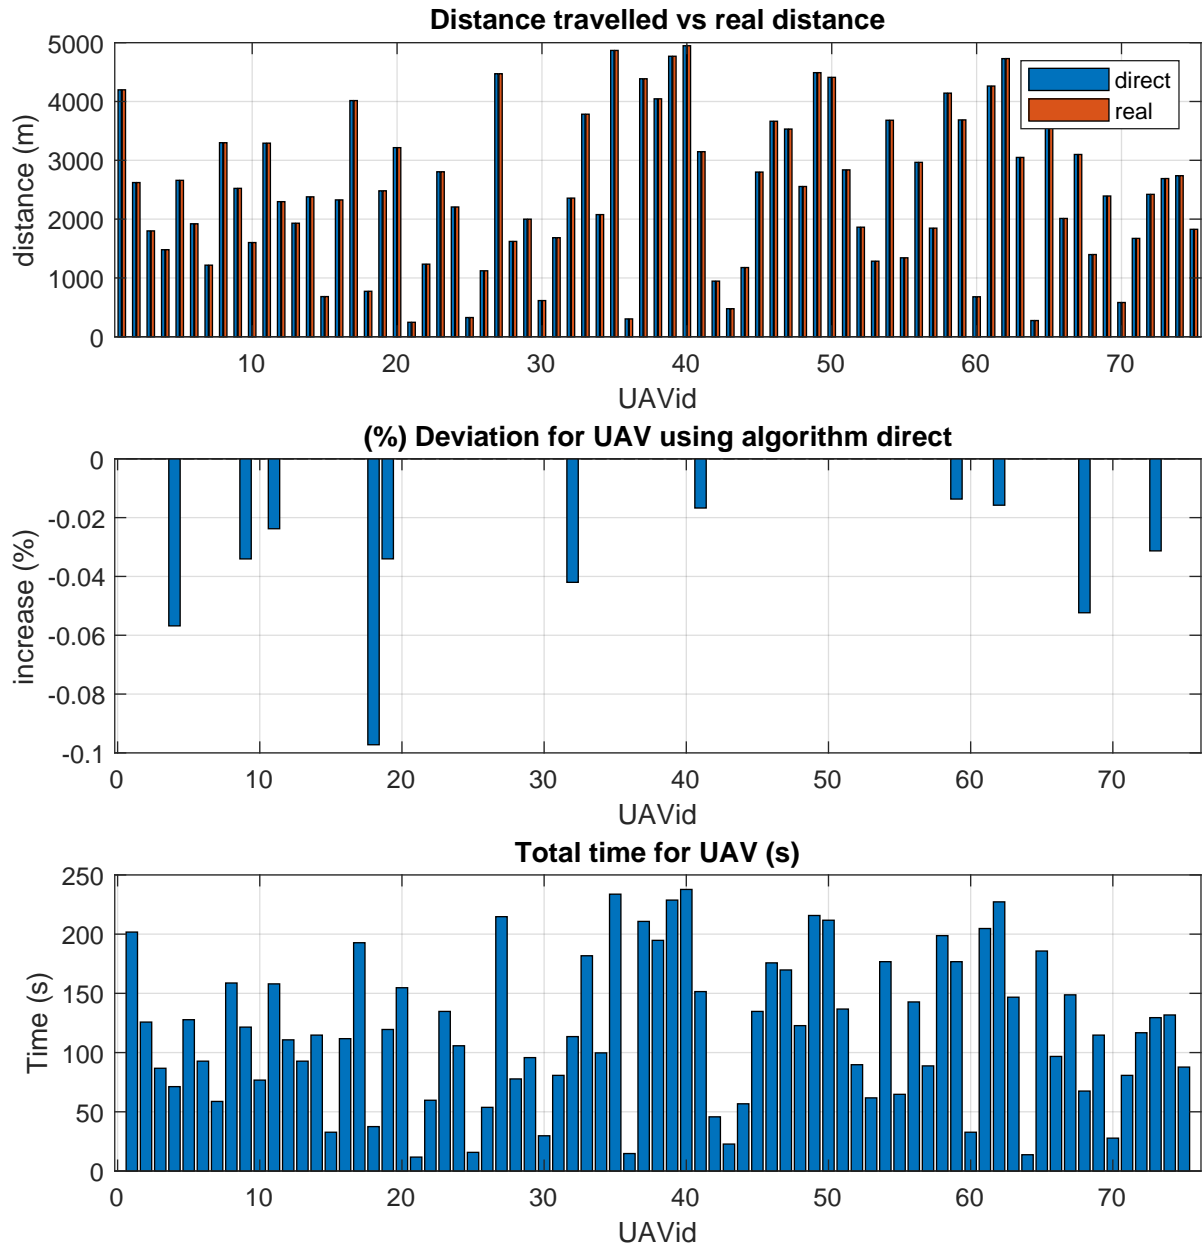 Distance travelled vs real distance
5000
4000
3000
2000
1000
0
distance (m)
direct
real
10 20 30 40 50 60 70
UAVid
(%) Deviation for UAV using algorithm direct
0
-0.02
-0.04
-0.06
-0.08
-0.1
increase (%)
0 10 20 30 40 50 60 70
UAVid
Total time for UAV (s)
250
200
150
100
50
0
Time (s)
0 10 20 30 40 50 60 70
UAVid